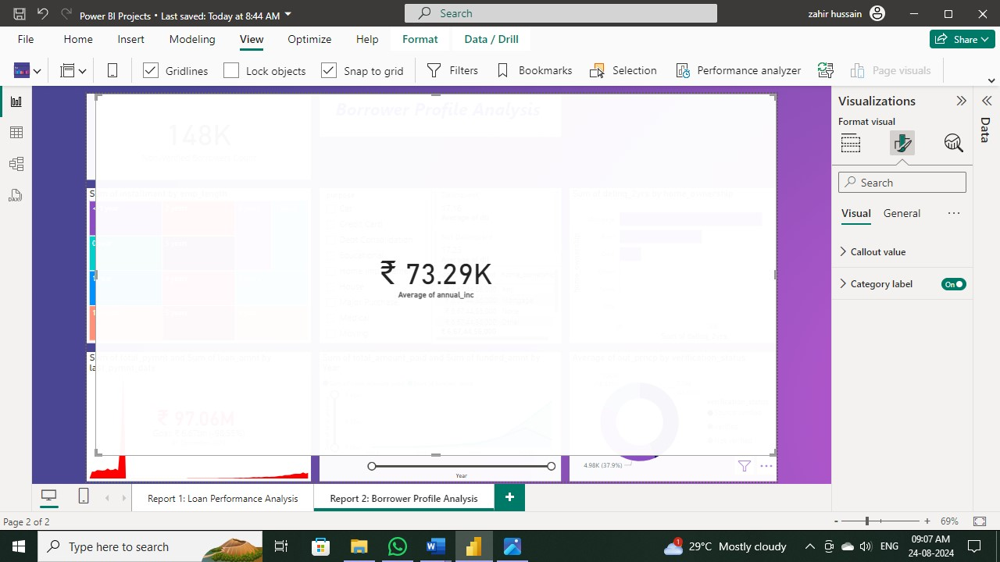 Power BI Projects • Last saved: Today at 8:44 AM
Search
zahir hussain
File Home Insert Modeling View Optimize Help Format Data / Drill
Share
Gridlines Lock objects Snap to grid Filters Bookmarks Selection Performance analyzer Page visuals
Borrower Profile Analysis
148K
₹ 73.29K
Average of annual_inc
₹ 97.06M
4.98K (37.9%)
Year
Visualizations
Format visual
Search
Visual General
Callout value
Category label On
Data
Report 1: Loan Performance Analysis
Report 2: Borrower Profile Analysis
Page 2 of 2
69%
Type here to search
1
29°C Mostly cloudy
ENG
09:07 AM
24-08-2024